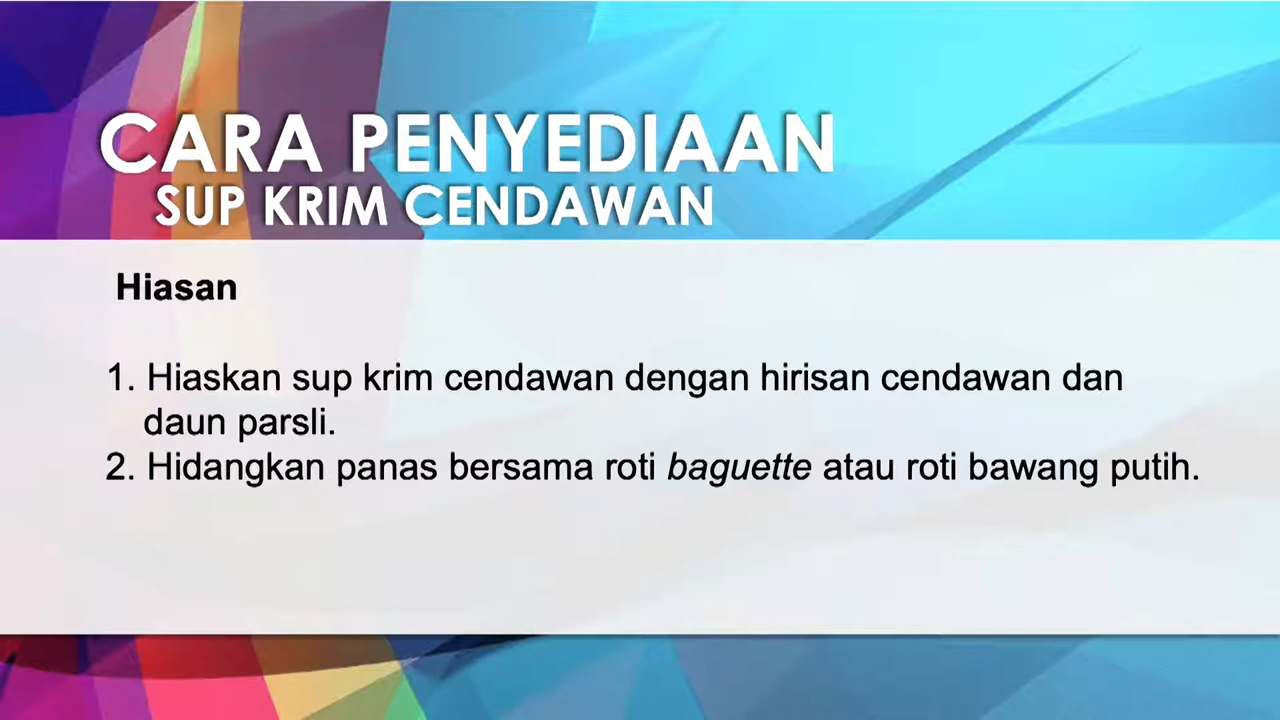 CARA PENYEDIAAN
SUP KRIM CENDAWAN
Hiasan
1. Hiaskan sup krim cendawan dengan hirisan cendawan dan
daun parsli.
2. Hidangkan panas bersama roti baguette atau roti bawang putih.